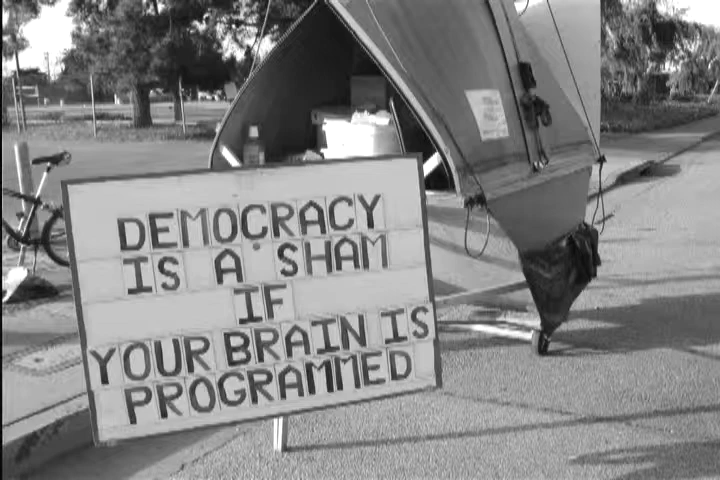 DEMOCRACY
IS A SHAM
IF
YOUR BRAIN IS
PROGRAMMED